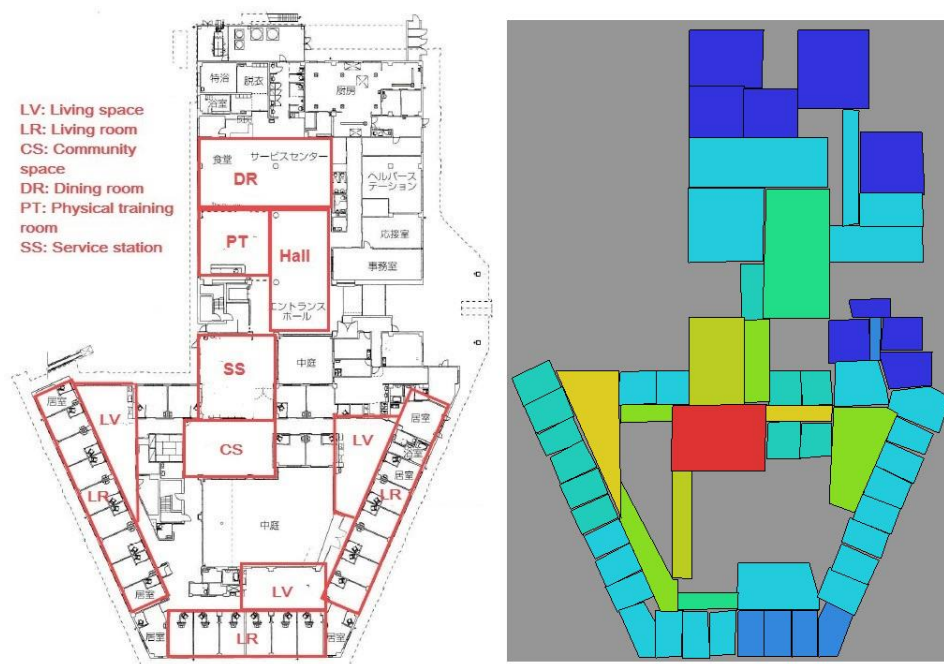 LV: Living space
LR: Living room
CS: Community
space
DR: Dining room
PT: Physical training
room
SS: Service station
特浴
脱衣
浴室
厨房
食堂
サービスセンター
DR
ヘルパース
テーション
PT
Hall
応接室
事務室
エントランス
ホール
SS
中庭
居室
LV
居室
CS
LV
居室
LR
LR
中庭
居室
LV
居室
LR
居室